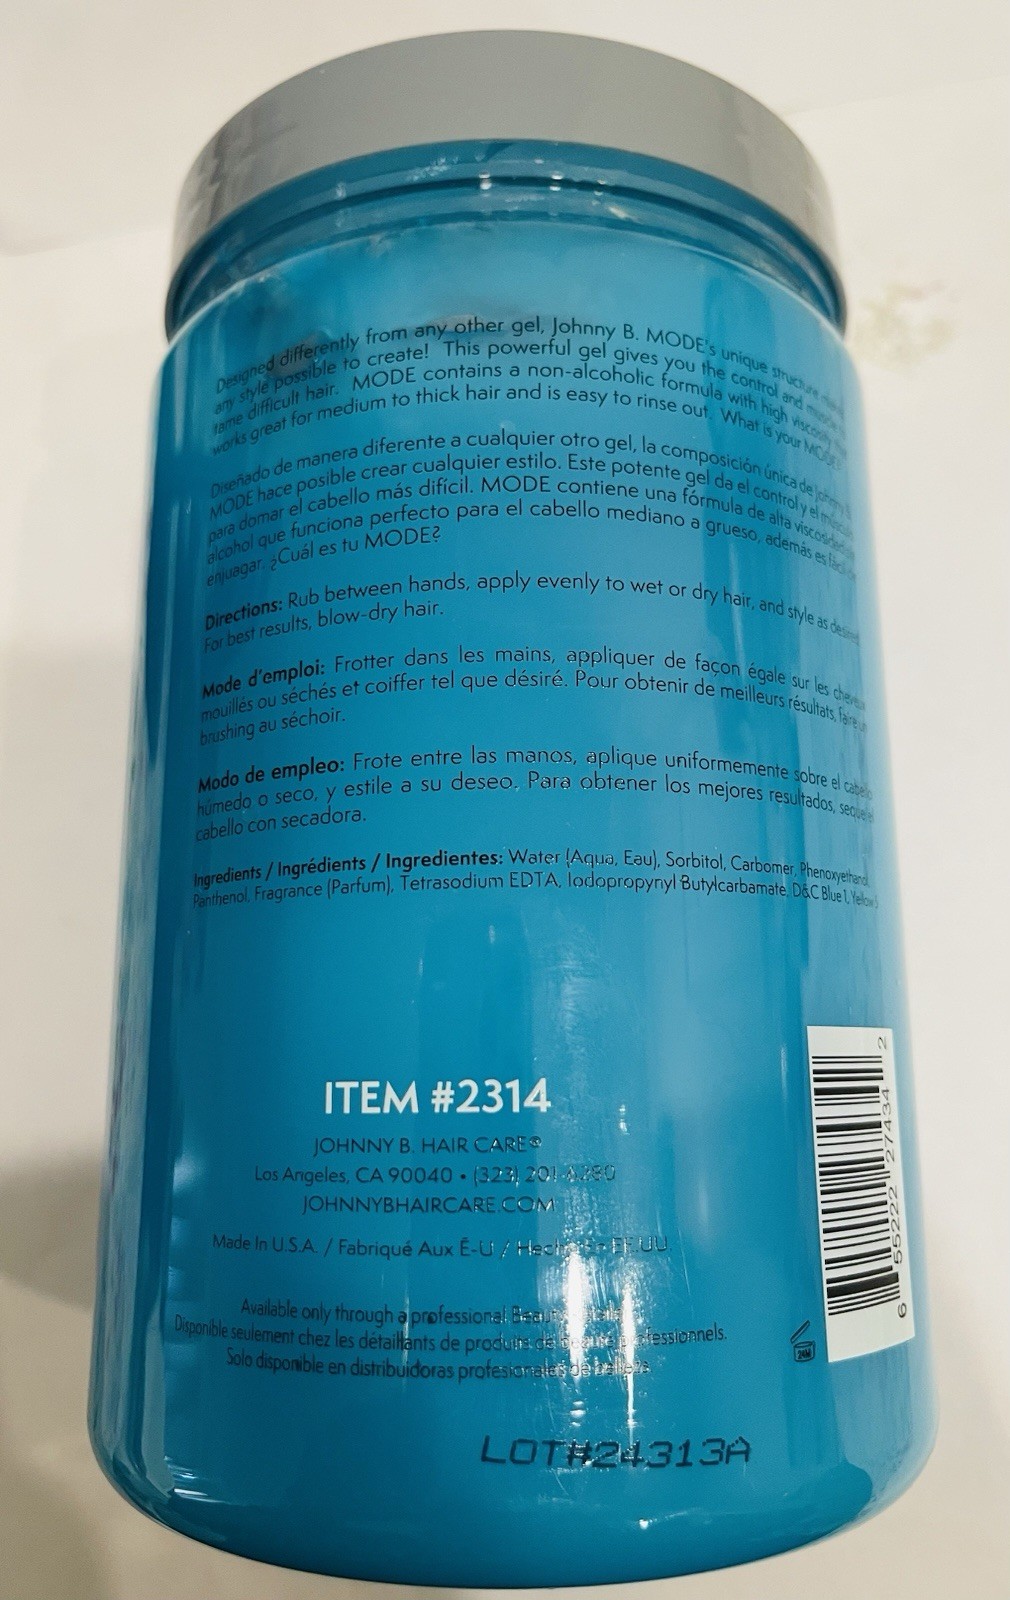 Designed differently from any other gel, Johnny B. MODE's unique structure makes
any style possible to create! This powerful gel gives you the control and muscle to
tame difficult hair. MODE contains a non-alcoholic formula with high viscosity that
works great for medium to thick hair and is easy to rinse out. What is your MODE?
Diseñado de manera diferente a cualquier otro gel, la composición única de Johnny B.
MODE hace posible crear cualquier estilo. Este potente gel da el control y el músculo
para domar el cabello más difícil. MODE contiene una fórmula de alta viscosidad
alcohol que funciona perfecto para el cabello mediano a grueso, además es fácil de
enjuagar. ¿Cuál es tu MODE?
Directions: Rub between hands, apply evenly to wet or dry hair, and style as desired.
For best results, blow-dry hair.
Mode d'emploi: Frotter dans les mains, appliquer de façon égale sur les cheveux
mouillés ou séchés et coiffer tel que désiré. Pour obtenir de meilleurs résultats, faire un
brushing au séchoir.
Modo de empleo: Frote entre las manos, aplique uniformemente sobre el cabello
húmedo o seco, y estile a su deseo. Para obtener los mejores resultados, seque el
cabello con secadora.
Ingredients / Ingrédients / Ingredientes: Water (Aqua, Eau), Sorbitol, Carbomer, Phenoxyethanol,
Panthenol, Fragrance (Parfum), Tetrasodium EDTA, Iodopropynyl Butylcarbamate, D&C Blue 1, Yellow 5
ITEM #2314
JOHNNY B. HAIR CARE®
Los Angeles, CA 90040 • (323) 201-6280
JOHNNYBHAIRCARE.COM
Made In U.S.A. / Fabriqué Aux É-U / Hecho En EE.UU.
Available only through a professional Beauty
Disponible seulement chez les détaillants de produits de beauté professionnels.
Solo disponible en distribuidoras profesionales de belleza
LOT#24313A
6 55222 27434 2
24M